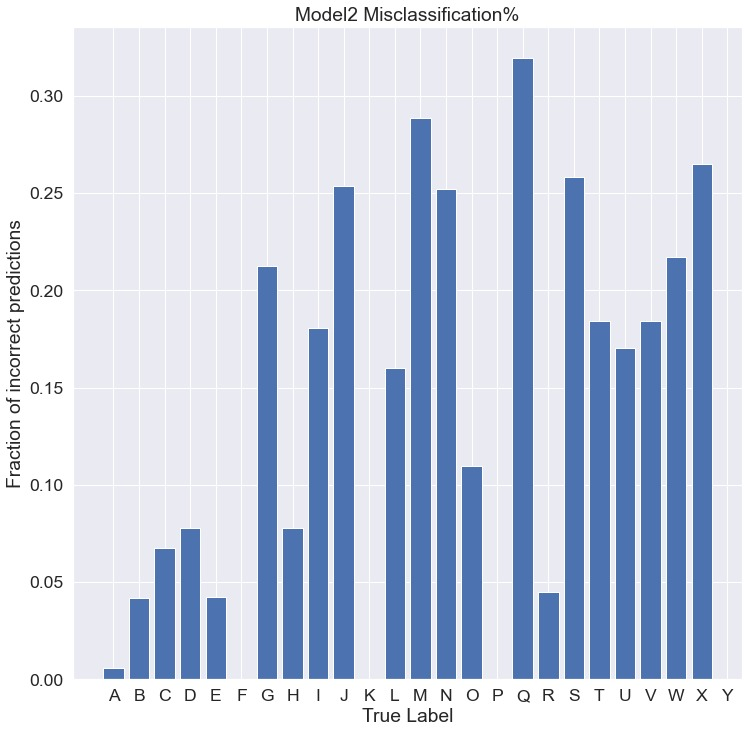 Model2 Misclassification%
Fraction of incorrect predictions
0.30
0.25
0.20
0.15
0.10
0.05
0.00
A B C D E F G H I J K L M N O P Q R S T U V W X Y
True Label